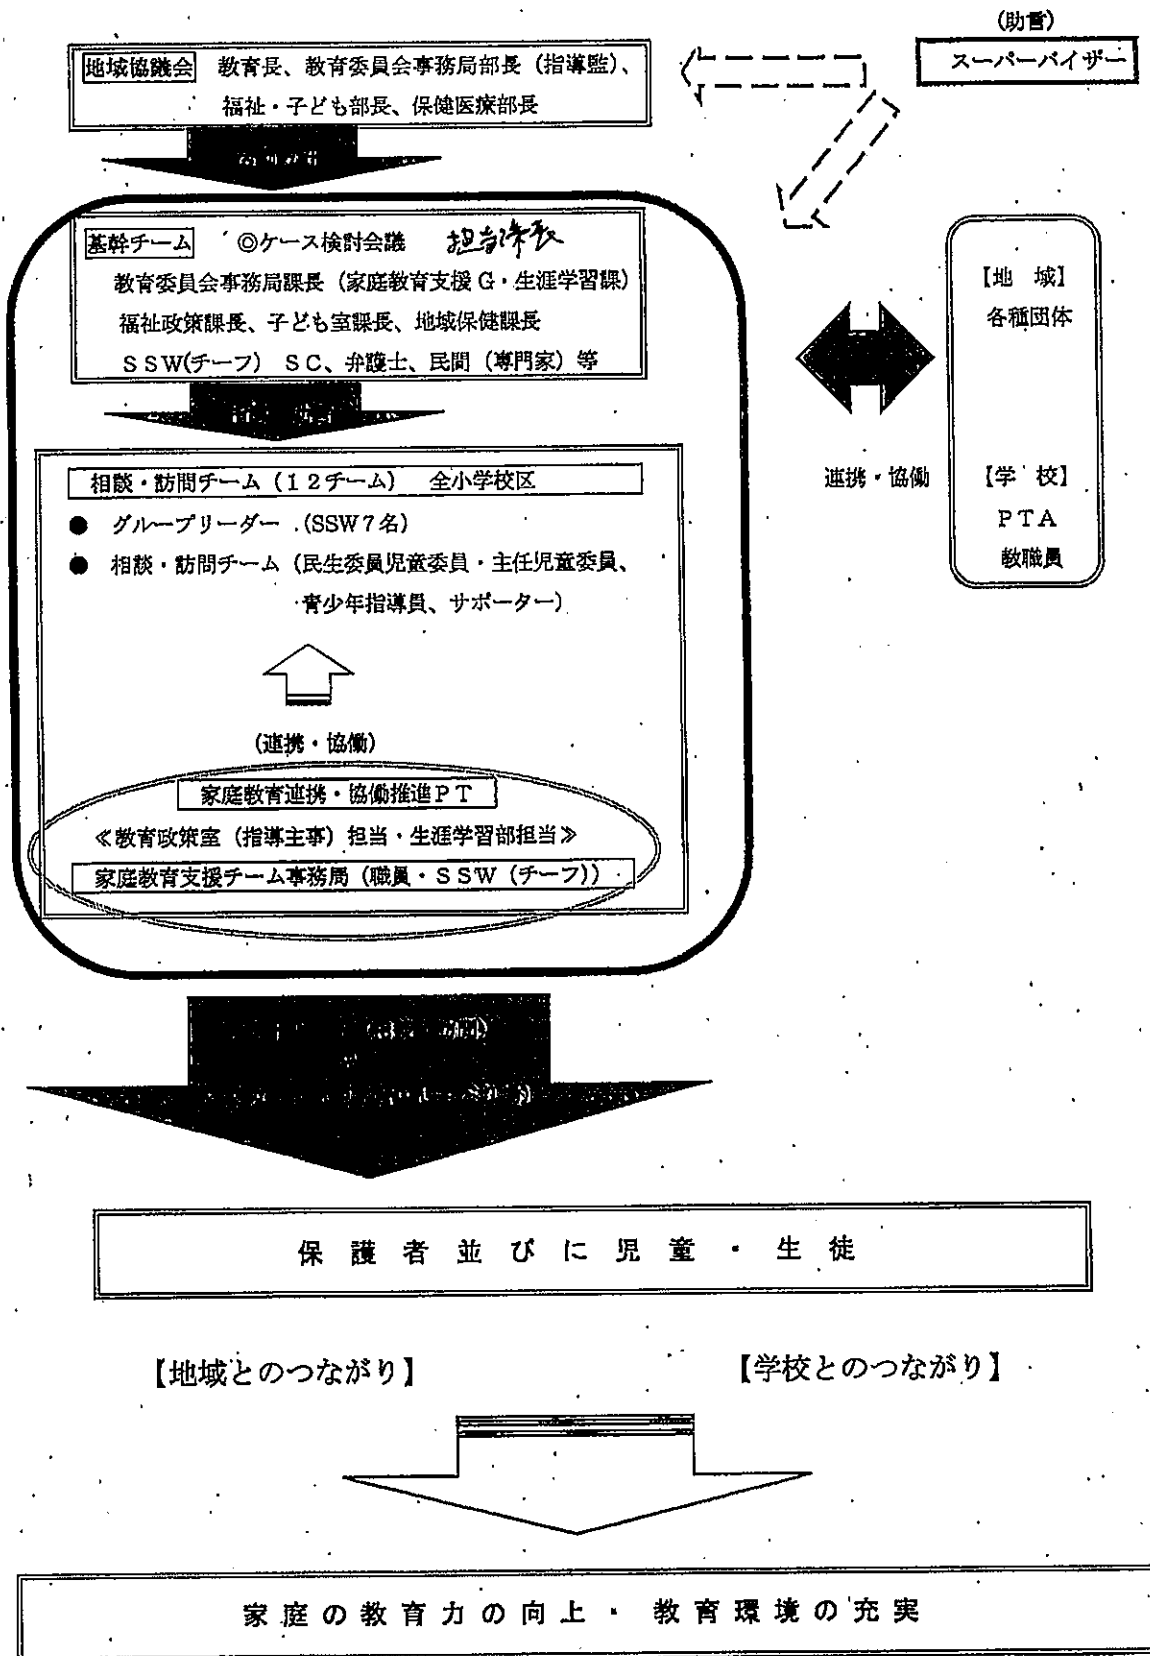 (助言)
スーパーバイザー
地域協議会 教育長、教育委員会事務局部長(指導監)、
福祉・子ども部長、保健医療部長
基幹チーム ◎ケース検討会議 担当課長
教育委員会事務局課長(家庭教育支援G・生涯学習課)
福祉政策課長、子ども室課長、地域保健課長
SSW(チーフ) SC、弁護士、民間(専門家)等
【地 域】
各種団体
連携・協働
【学 校】
PTA
教職員
相談・訪問チーム(12チーム) 全小学校区
● グループリーダー (SSW7名)
● 相談・訪問チーム(民生委員児童委員・主任児童委員、
青少年指導員、サポーター)
(連携・協働)
家庭教育連携・協働推進PT
≪教育政策室(指導主事)担当・生涯学習部担当≫
家庭教育支援チーム事務局(職員・SSW(チーフ))
保護者並びに児童・生徒
【地域とのつながり】
【学校とのつながり】
家庭の教育力の向上・教育環境の充実